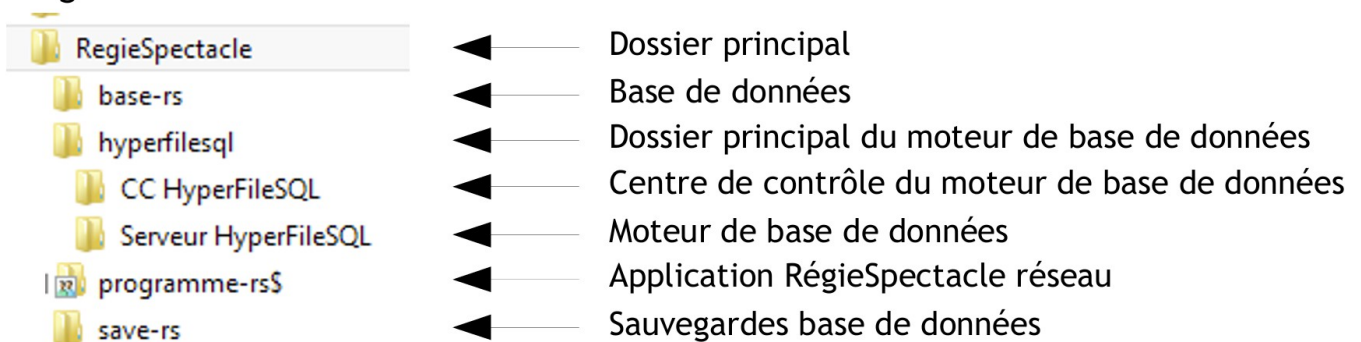 RegieSpectacle Dossier principal
base-rs Base de données
hyperfilesql Dossier principal du moteur de base de données
CC HyperFileSQL Centre de contrôle du moteur de base de données
Serveur HyperFileSQL Moteur de base de données
programme-rs$ Application RégieSpectacle réseau
save-rs Sauvegardes base de données